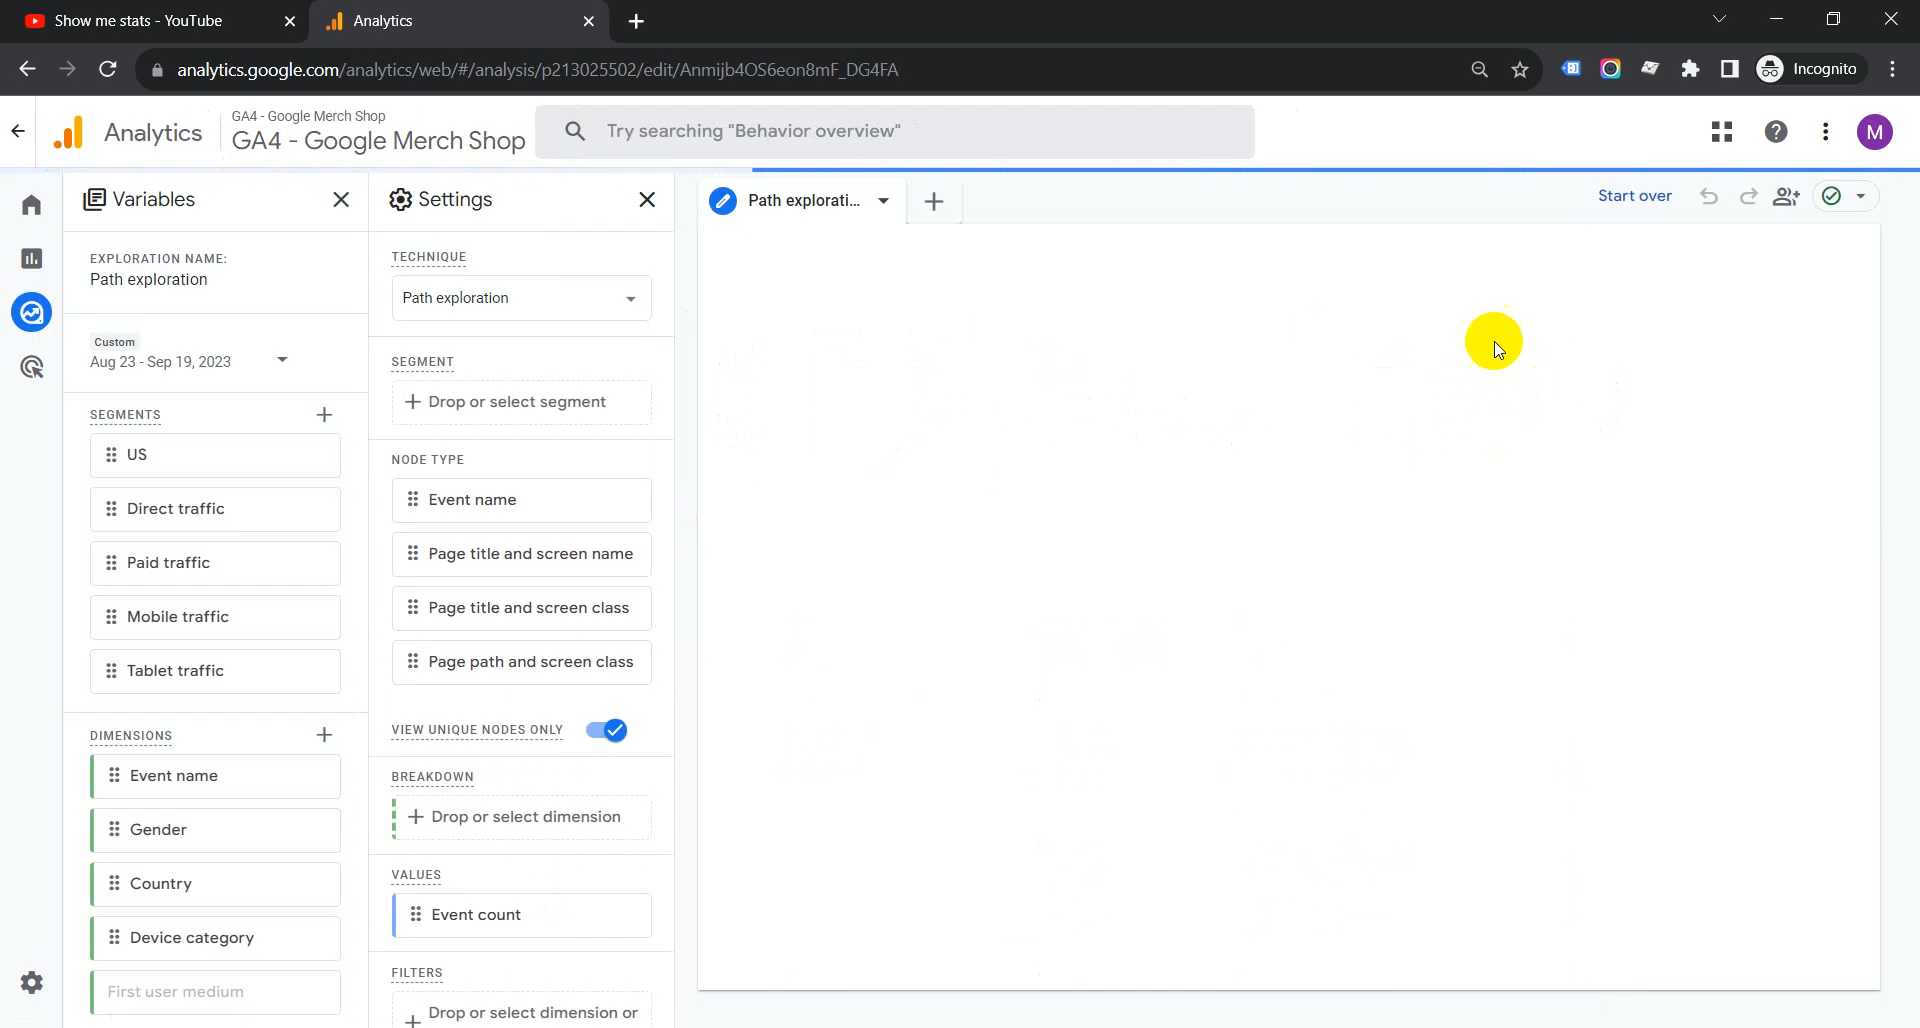 Show me stats - YouTube
Analytics
analytics.google.com/analytics/web/#/analysis/p213025502/edit/Anmijb4OS6eon8mF_DG4FA
Incognito
Analytics
GA4 - Google Merch Shop
GA4 - Google Merch Shop
Try searching "Behavior overview"
M
Variables
Settings
Path explorati...
Start over
EXPLORATION NAME:
Path exploration
Custom
Aug 23 - Sep 19, 2023
SEGMENTS
US
Direct traffic
Paid traffic
Mobile traffic
Tablet traffic
DIMENSIONS
Event name
Gender
Country
Device category
First user medium
TECHNIQUE
Path exploration
SEGMENT
Drop or select segment
NODE TYPE
Event name
Page title and screen name
Page title and screen class
Page path and screen class
VIEW UNIQUE NODES ONLY
BREAKDOWN
Drop or select dimension
VALUES
Event count
FILTERS
Drop or select dimension or